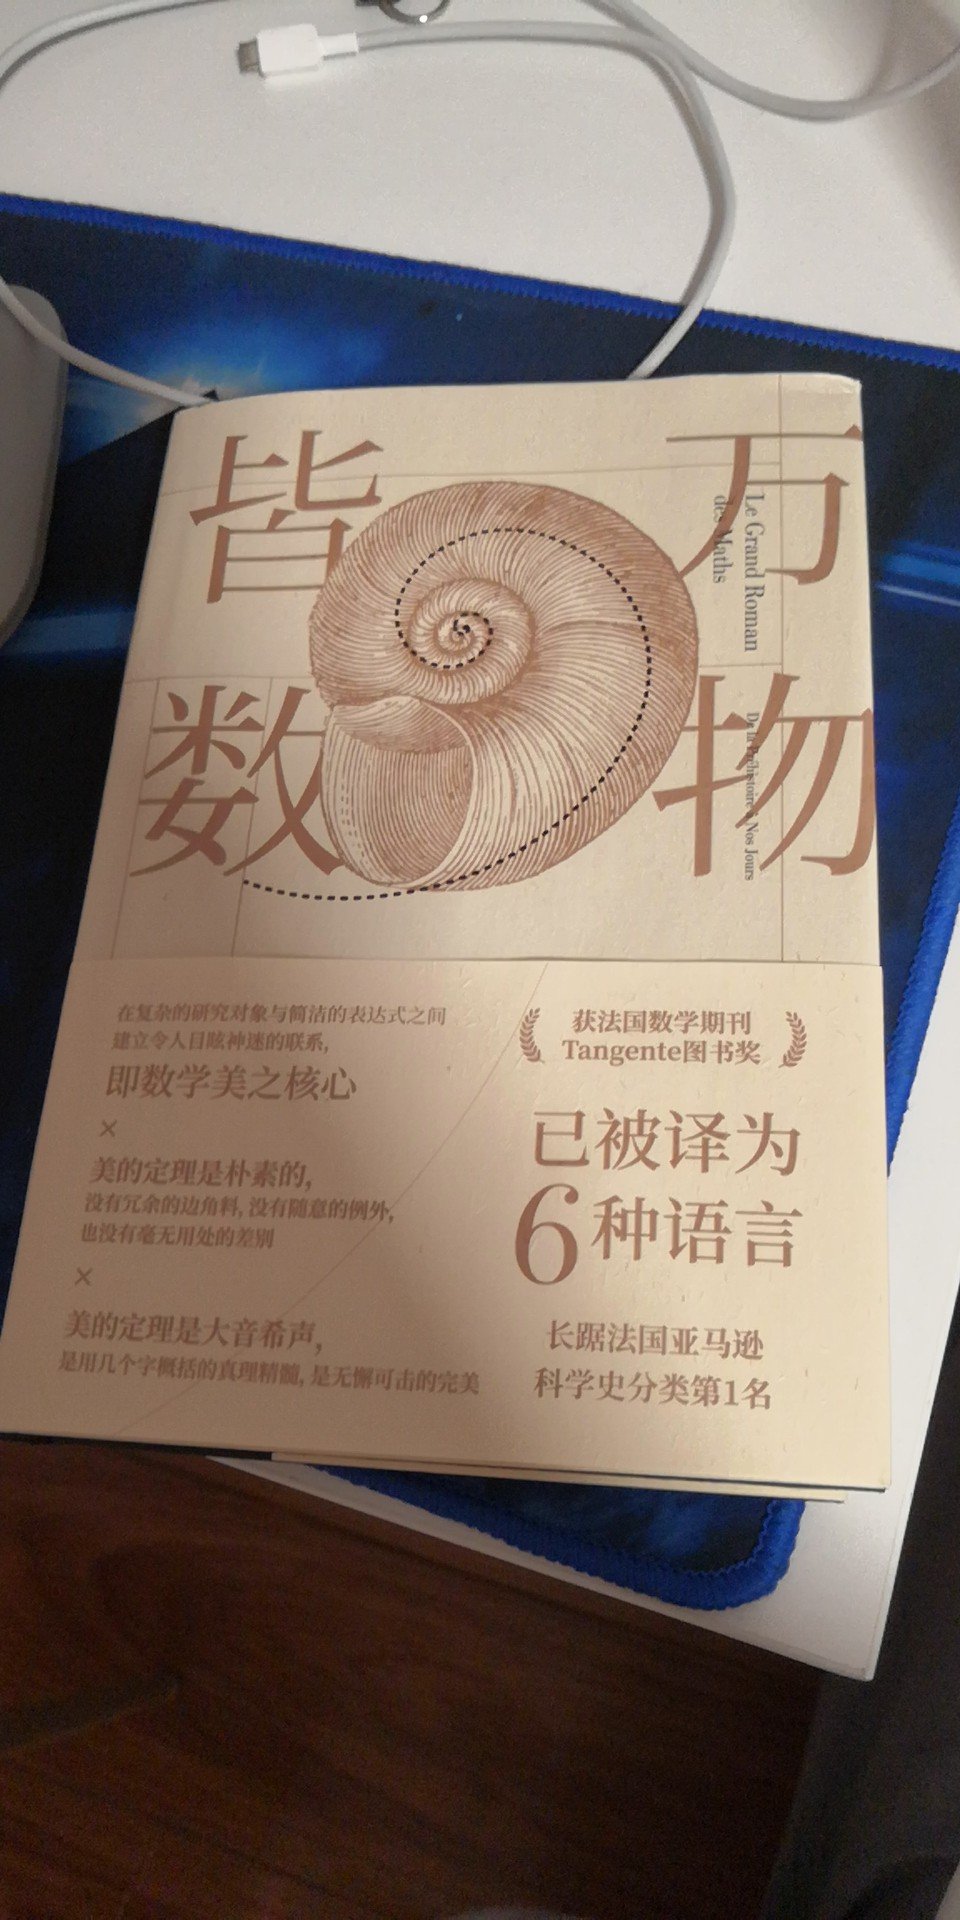 万物
皆数
Le Grand Roman
des Maths
De la Préhistoire à Nos Jours
在复杂的研究对象与简洁的表达式之间
建立令人目眩神迷的联系,
即数学美之核心
×
美的定理是朴素的,
没有冗余的边角料, 没有随意的例外,
也没有毫无用处的差别
×
美的定理是大音希声,
是用几个字概括的真理精髓, 是无懈可击的完美
获法国数学期刊
Tangente图书奖
已被译为
6种语言
长踞法国亚马逊
科学史分类第1名